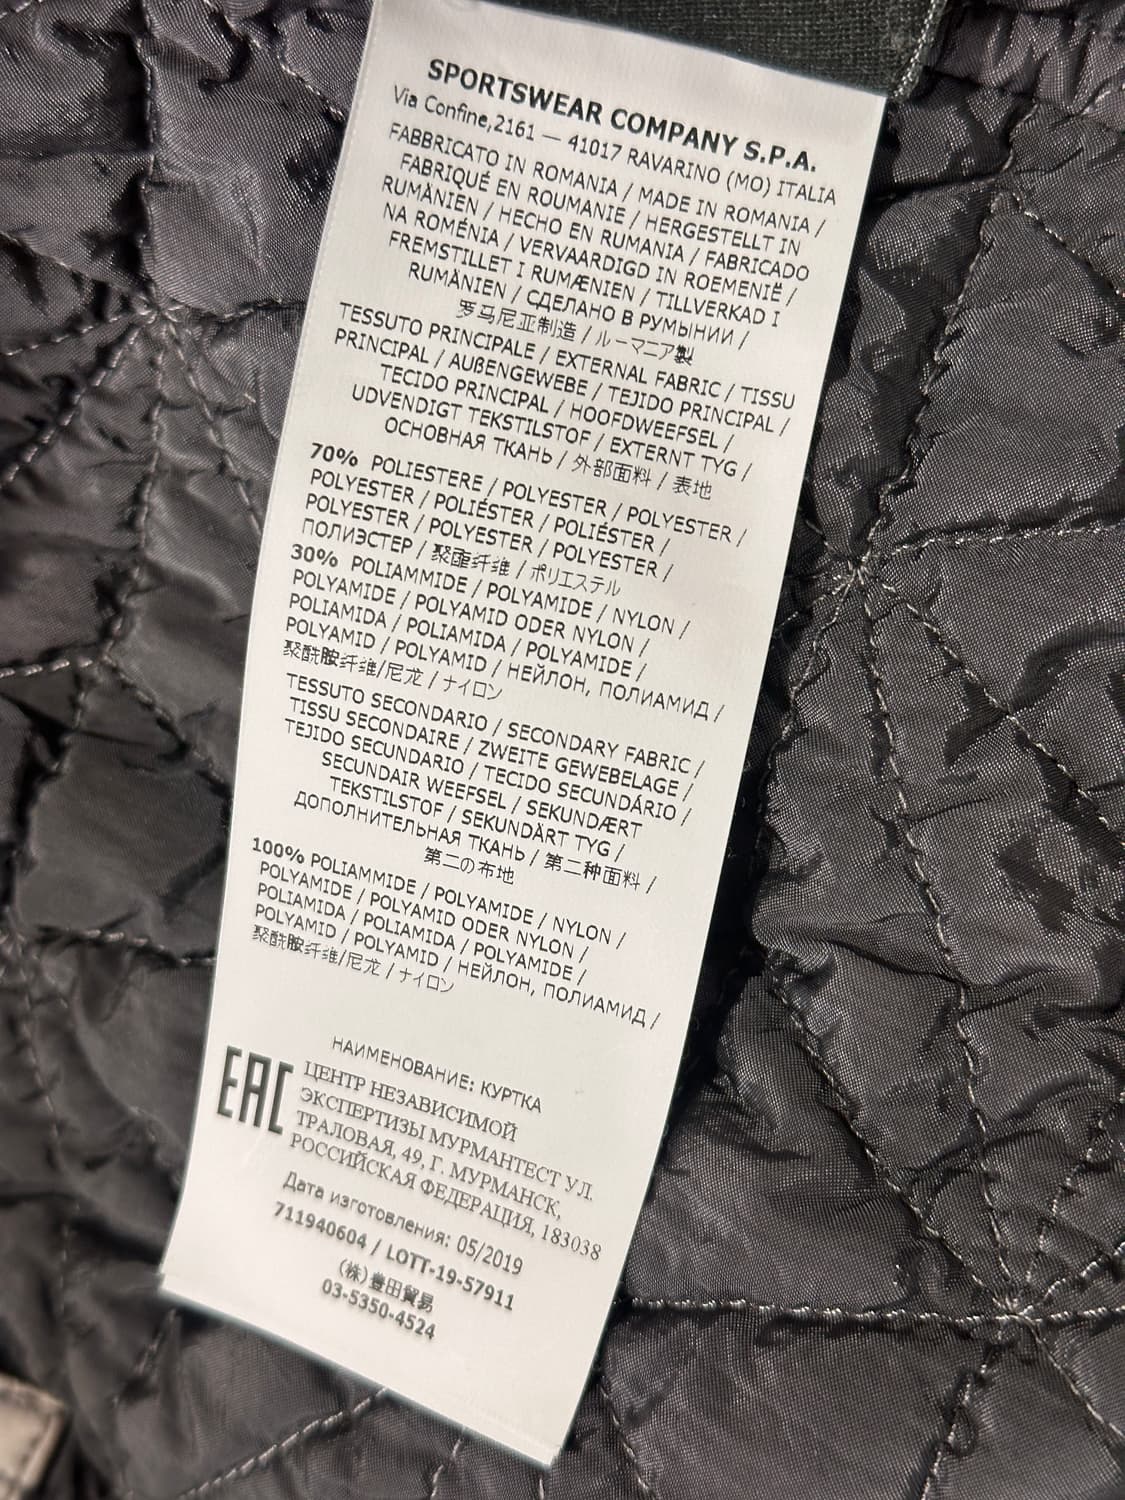 SPORTSWEAR COMPANY S.P.A.
Via Confine,2161 — 41017 RAVARINO (MO) ITALIA
FABBRICATO IN ROMANIA / MADE IN ROMANIA /
FABRIQUÉ EN ROUMANIE / HERGESTELLT IN
RUMÄNIEN / HECHO EN RUMANIA / FABRICADO
NA ROMÉNIA / VERVAARDIGD IN ROEMENIË /
FREMSTILLET I RUMÆNIEN / TILLVERKAD I
RUMÄNIEN / СДЕЛАНО В РУМЫНИИ /
罗马尼亚制造 / ルーマニア製
TESSUTO PRINCIPALE / EXTERNAL FABRIC / TISSU
PRINCIPAL / AUßENGEWEBE / TEJIDO PRINCIPAL /
TECIDO PRINCIPAL / HOOFDWEEFSEL /
UDVENDIGT TEKSTILSTOF / EXTERNT TYG /
ОСНОВНАЯ ТКАНЬ / 外部面料 / 表地
70% POLIESTERE / POLYESTER / POLYESTER /
POLYESTER / POLIÉSTER / POLIÉSTER /
POLYESTER / POLYESTER / POLYESTER /
ПОЛИЭСТЕР / 聚酯纤维 / ポリエステル
30% POLIAMMIDE / POLYAMIDE / NYLON /
POLYAMIDE / POLYAMID ODER NYLON /
POLIAMIDA / POLIAMIDA / POLYAMIDE /
POLYAMID / POLYAMID / НЕЙЛОН, ПОЛИАМИД /
聚酰胺纤维/尼龙 / ナイロン
TESSUTO SECONDARIO / SECONDARY FABRIC /
TISSU SECONDAIRE / ZWEITE GEWEBELAGE /
TEJIDO SECUNDARIO / TECIDO SECUNDÁRIO /
SECUNDAIR WEEFSEL / SEKUNDÆRT
TEKSTILSTOF / SEKUNDÄRT TYG /
ДОПОЛНИТЕЛЬНАЯ ТКАНЬ / 第二种面料 /
第二の布地
100% POLIAMMIDE / POLYAMIDE / NYLON /
POLYAMIDE / POLYAMID ODER NYLON /
POLIAMIDA / POLIAMIDA / POLYAMIDE /
POLYAMID / POLYAMID / НЕЙЛОН, ПОЛИАМИД /
聚酰胺纤维/尼龙 / ナイロン
НАИМЕНОВАНИЕ: КУРТКА
EAC
ЦЕНТР НЕЗАВИСИМОЙ
ЭКСПЕРТИЗЫ МУРМАНТЕСТ УЛ.
ТРАЛОВАЯ, 49, Г. МУРМАНСК,
РОССИЙСКАЯ ФЕДЕРАЦИЯ, 183038
Дата изготовления: 05/2019
711940604 / LOTT-19-57911
(株)豊田貿易
03-5350-4524